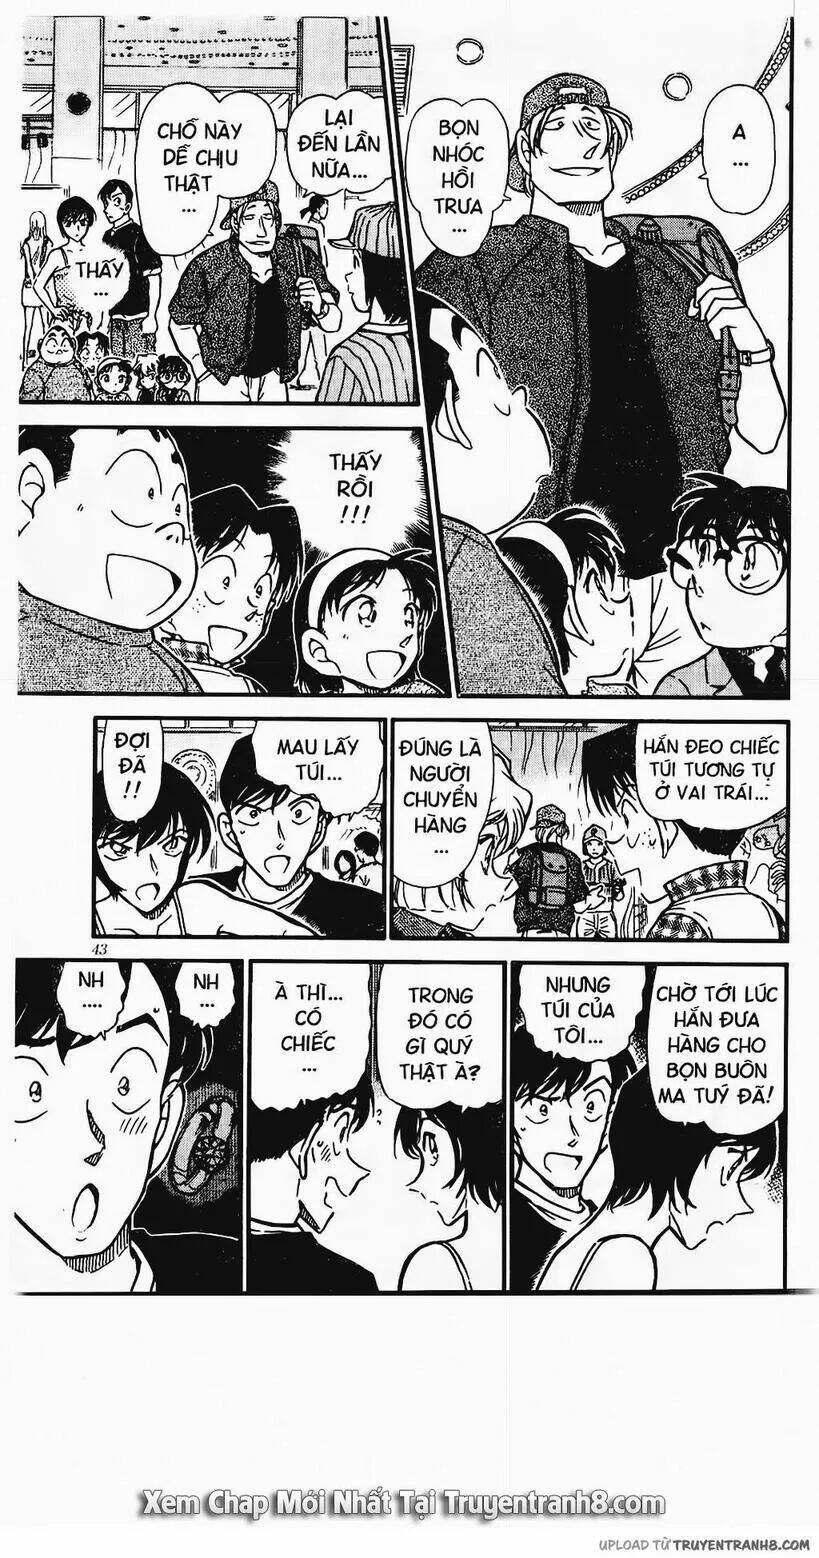 A
...
BỌN
NHÓC
HỒI
TRƯA
...
LẠI
ĐẾN LẦN
NỮA...
CHỖ NÀY
DỄ CHỊU
THẬT
...
THẤY
...
THẤY
RỒI
!!!
HẮN ĐEO CHIẾC
TÚI TƯƠNG TỰ
Ở VAI TRÁI...
ĐÚNG LÀ
NGƯỜI
CHUYỂN
HÀNG
...
MAU LẤY
TÚI...
ĐỢI
ĐÃ
!!
43
CHỜ TỚI LÚC
HẮN ĐƯA
HÀNG CHO
BỌN BUÔN
MA TUÝ ĐÃ!
NHƯNG
TÚI CỦA
TÔI...
TRONG
ĐÓ CÓ
GÌ QUÝ
THẬT À?
À THÌ...
CÓ
CHIẾC
...
NH
...
NH
....
Xem Chap Mới Nhất Tại Truyentranh8.com
UPLOAD TỪ TRUYENTRANH8.COM